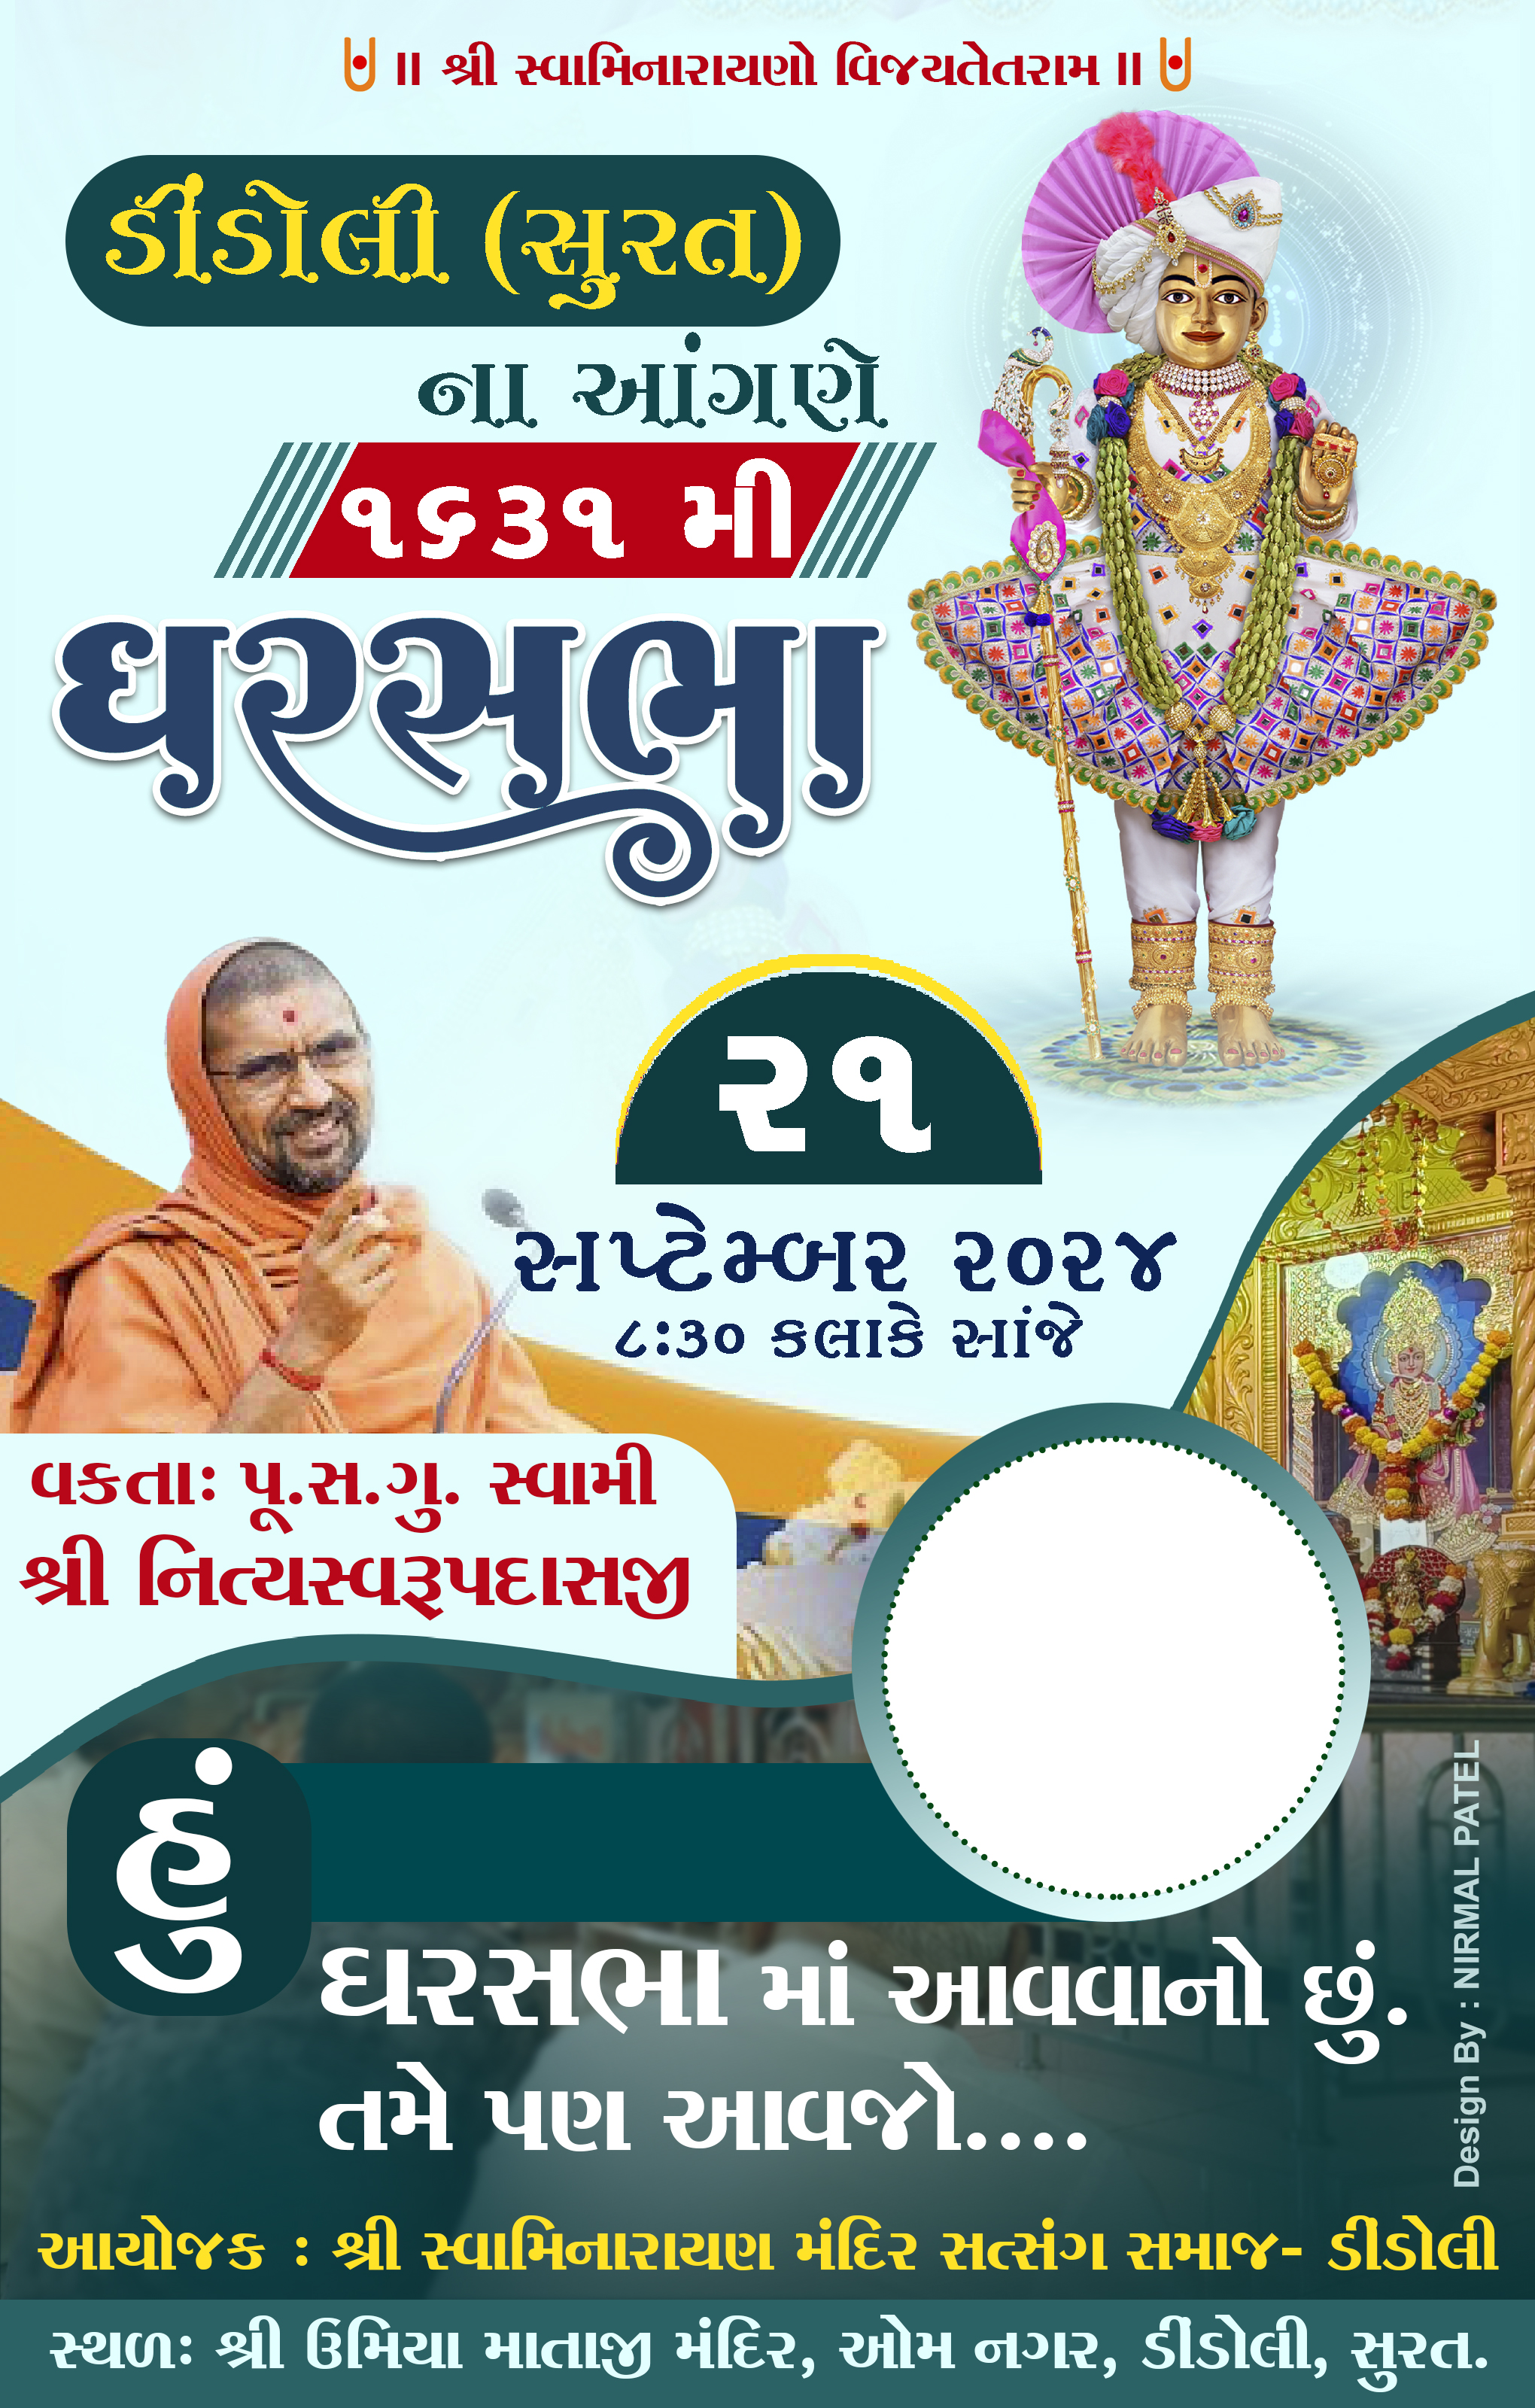 ॥ શ્રી સ્વામિનારાયણો વિજયતેતરામ ॥
ડીંડોલી (સુરત)
ના આંગણે
૧૬૩૧ મી
ઘરસભા
૨૧
સપ્ટેમ્બર ૨૦૨૪
૮:૩૦ કલાકે સાંજે
વકતા: પૂ.સ.ગુ. સ્વામી
શ્રી નિત્યસ્વરૂપદાસજી
હું
ઘરસભા માં આવવાનો છું.
તમે પણ આવજો....
Design By : NIRMAL PATEL
આયોજક : શ્રી સ્વામિનારાયણ મંદિર સત્સંગ સમાજ- ડીંડોલી
સ્થળ: શ્રી ઉમિયા માતાજી મંદિર, ઓમ નગર, ડીંડોલી, સુરત.